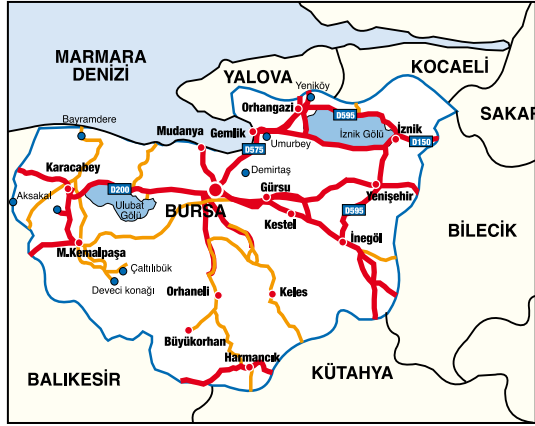 MARMARA
DENİZİ
YALOVA
KOCAELİ
SAKAR
Yeniköy
Orhangazi
D595
Bayramdere
Mudanya
Gemlik
Umurbey
İznik Gölü
İznik
D150
D575
Karacabey
Demirtaş
D200
Aksakal
Ulubat
Gölü
BURSA
Gürsu
Yenişehir
Kestel
D595
BİLECİK
İnegöl
M.Kemalpaşa
Çaltılıbük
Deveci konağı
Orhaneli
Keles
Büyükorhan
Harmancık
BALIKESİR
KÜTAHYA